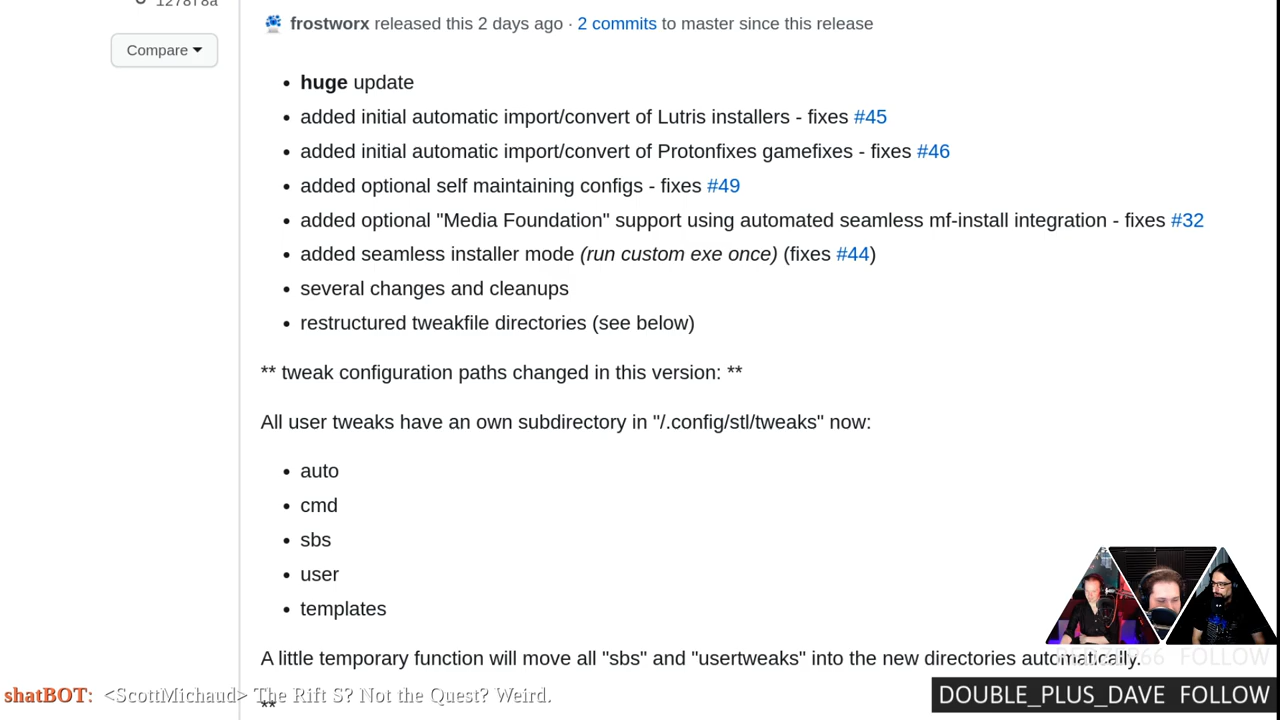 1278f8a
frostworx released this 2 days ago · 2 commits to master since this release
Compare
• huge update
• added initial automatic import/convert of Lutris installers - fixes #45
• added initial automatic import/convert of Protonfixes gamefixes - fixes #46
• added optional self maintaining configs - fixes #49
• added optional "Media Foundation" support using automated seamless mf-install integration - fixes #32
• added seamless installer mode (run custom exe once) (fixes #44)
• several changes and cleanups
• restructured tweakfile directories (see below)
** tweak configuration paths changed in this version: **
All user tweaks have an own subdirectory in "/.config/stl/tweaks" now:
• auto
• cmd
• sbs
• user
• templates
A little temporary function will move all "sbs" and "usertweaks" into the new directories automatically.
FOLLOW
shatBOT: <ScottMichaud> The Rift S? Not the Quest? Weird.
DOUBLE_PLUS_DAVE FOLLOW
**